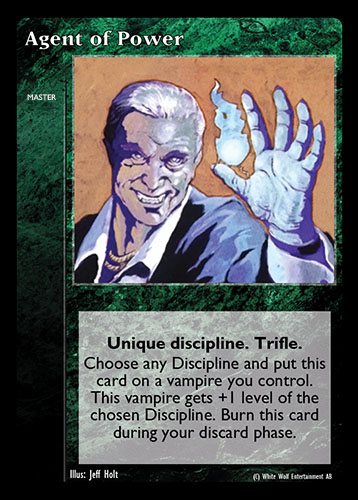 Agent of Power
MASTER
Unique discipline. Trifle.
Choose any Discipline and put this
card on a vampire you control.
This vampire gets +1 level of the
chosen Discipline. Burn this card
during your discard phase.
Illus: Jeff Holt
(C) White Wolf Entertainment AB